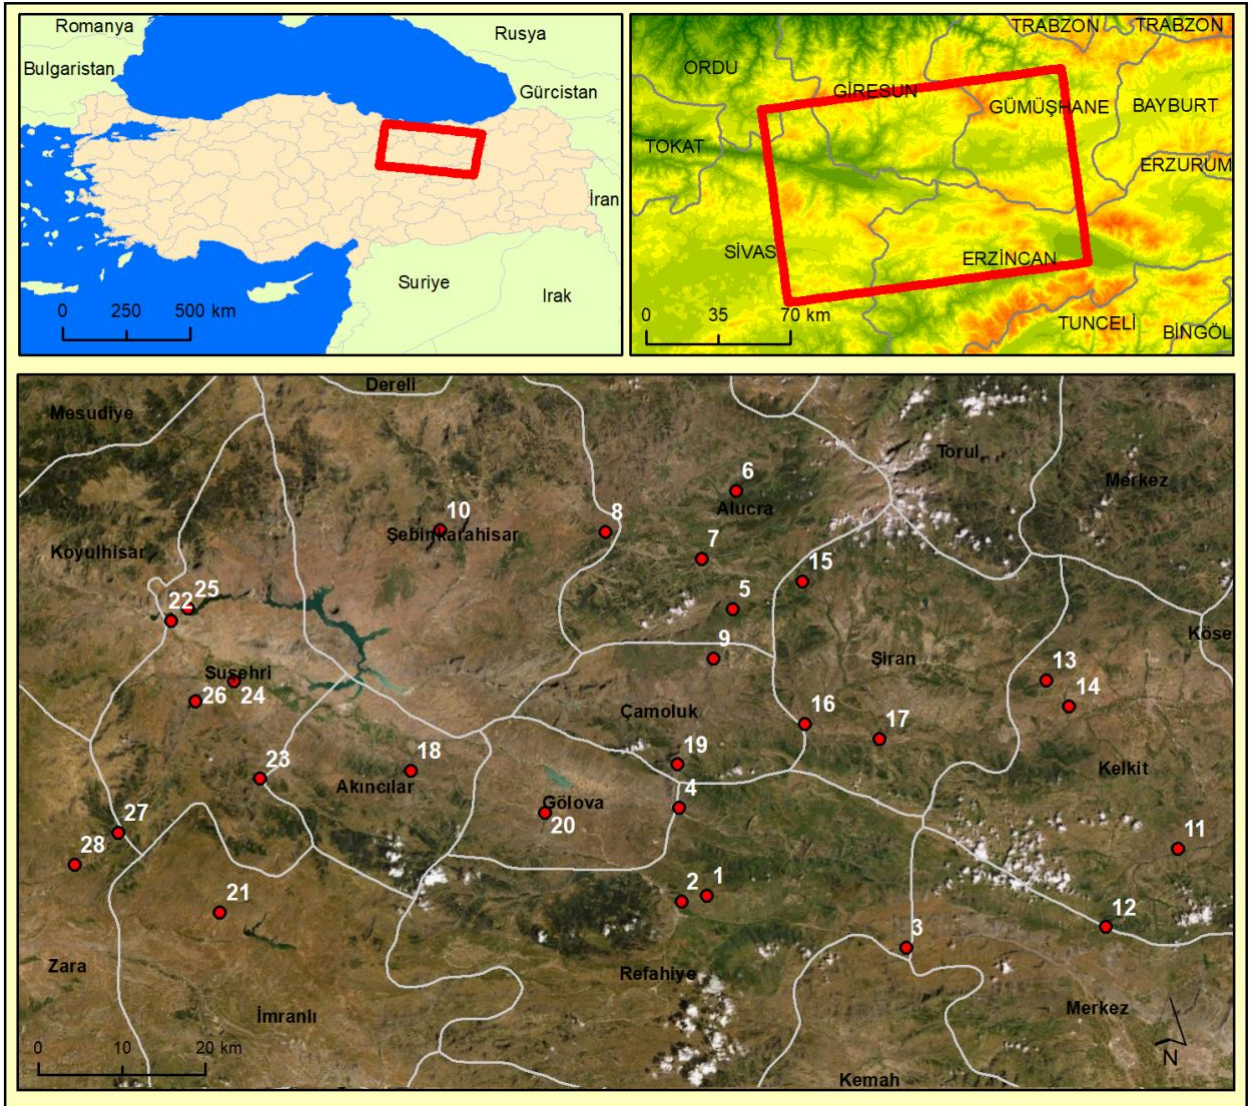 Romanya
Rusya
Bulgaristan
Gürcistan
İran
Suriye
Irak
0 250 500 km
TRABZON TRABZON
ORDU
GİRESUN
GÜMÜŞHANE
BAYBURT
TOKAT
ERZURUM
SİVAS
ERZİNCAN
0 35 70 km
TUNCELİ
BİNGÖL
Dereli
Mesudiye
Torul
Merkez
6
Alucra
10
Şebinkarahisar
8
Koyulhisar
7
15
25
22
5
Köse
9
Şiran
13
Suşehri
26 24
14
Çamoluk
16
17
19
18
23
Kelkit
Akıncılar
4
Gölova
20
27
11
28
2 1
21
12
3
Zara
Refahiye
İmranlı
Merkez
0 10 20 km
N
Kemah